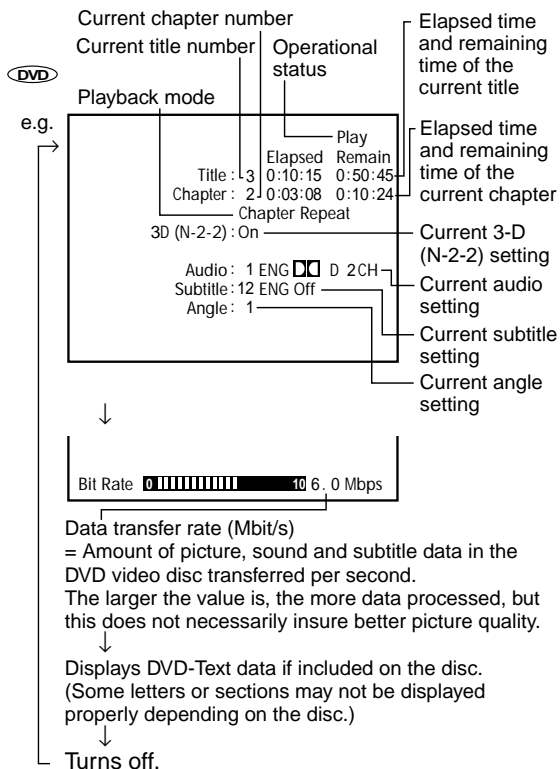 Current chapter number
Current title number
Operational
status
Elapsed time
and remaining
time of the
current title
DVD
Playback mode
e.g.
Play
Elapsed Remain
Title : 3 0:10:15 0:50:45
Chapter : 2 0:03:08 0:10:24
Chapter Repeat
3D (N-2-2) : On
Audio : 1 ENG D 2CH
Subtitle : 12 ENG Off
Angle : 1
Elapsed time
and remaining
time of the
current chapter
Current 3-D
(N-2-2) setting
Current audio
setting
Current subtitle
setting
Current angle
setting
Bit Rate 0 10 6. 0 Mbps
Data transfer rate (Mbit/s)
= Amount of picture, sound and subtitle data in the
DVD video disc transferred per second.
The larger the value is, the more data processed, but
this does not necessarily insure better picture quality.
Displays DVD-Text data if included on the disc.
(Some letters or sections may not be displayed
properly depending on the disc.)
Turns off.